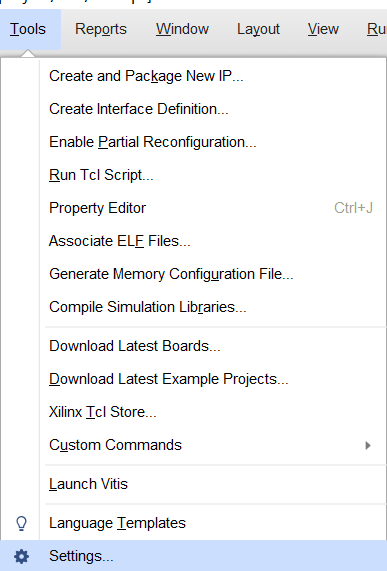 Tools Reports Window Layout View Ru
Create and Package New IP...
Create Interface Definition...
Enable Partial Reconfiguration...
Run Tcl Script...
Property Editor Ctrl+J
Associate ELF Files...
Generate Memory Configuration File...
Compile Simulation Libraries...
Download Latest Boards...
Download Latest Example Projects...
Xilinx Tcl Store...
Custom Commands
Launch Vitis
Language Templates
Settings...